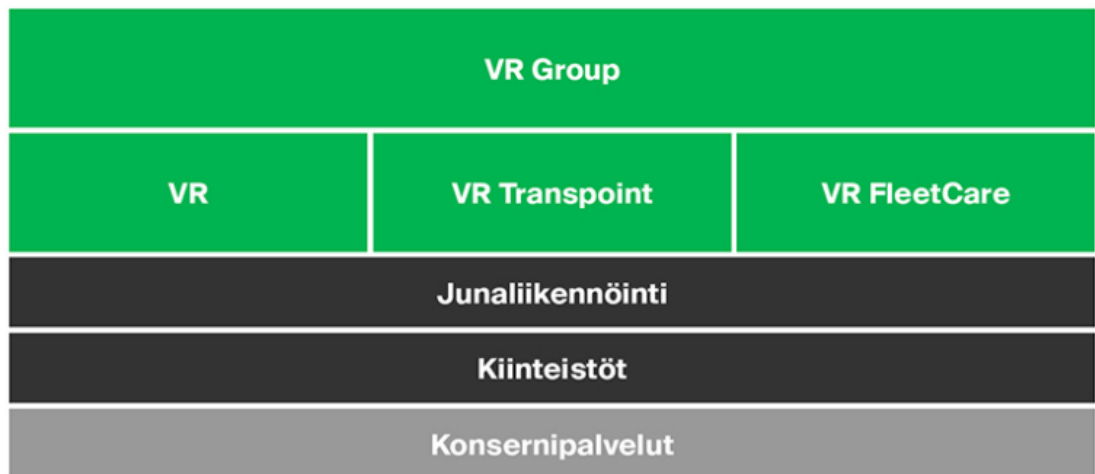 VR Group
VR
VR Transpoint
VR FleetCare
Junaliikennöinti
Kiinteistöt
Konsernipalvelut